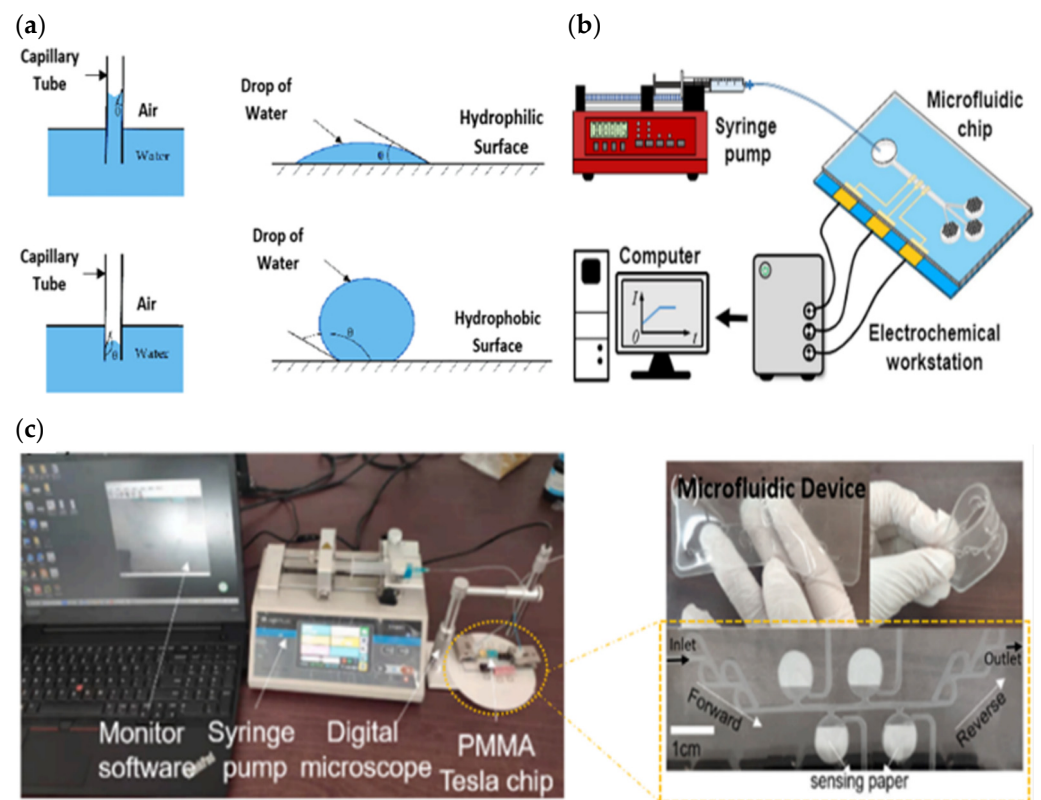 (a)
Capillary
Tube
θ
Air
Water
Drop of
Water
θ
Hydrophilic
Surface
Capillary
Tube
Air
θ
Water
Drop of
Water
θ
Hydrophobic
Surface
(b)
Syringe
pump
Microfluidic
chip
Computer
I
0
t
Electrochemical
workstation
(c)
Monitor
software
Syringe
pump
Digital
microscope
PMMA
Tesla chip
Microfluidic Device
Inlet
Outlet
Forward
Reverse
1cm
sensing paper